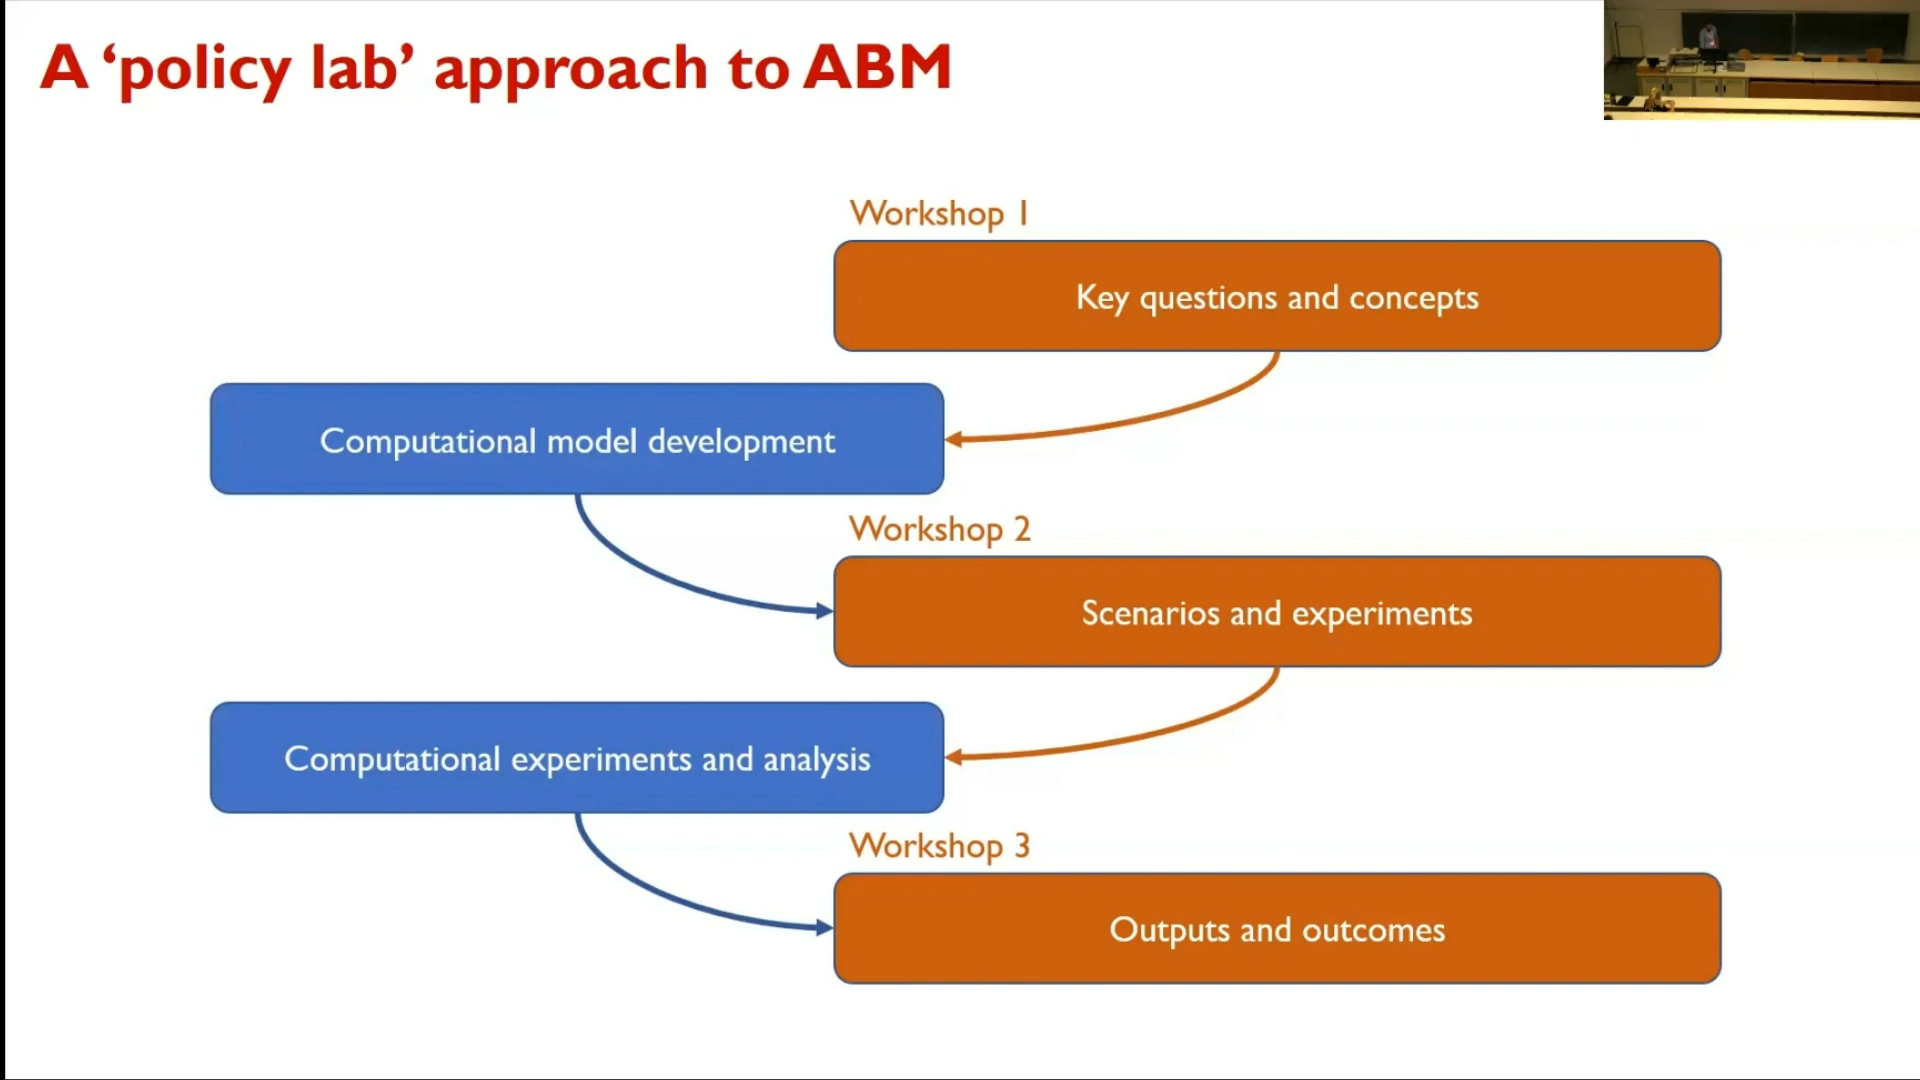 A ‘policy lab’ approach to ABM
Workshop 1
Key questions and concepts
Computational model development
Workshop 2
Scenarios and experiments
Computational experiments and analysis
Workshop 3
Outputs and outcomes